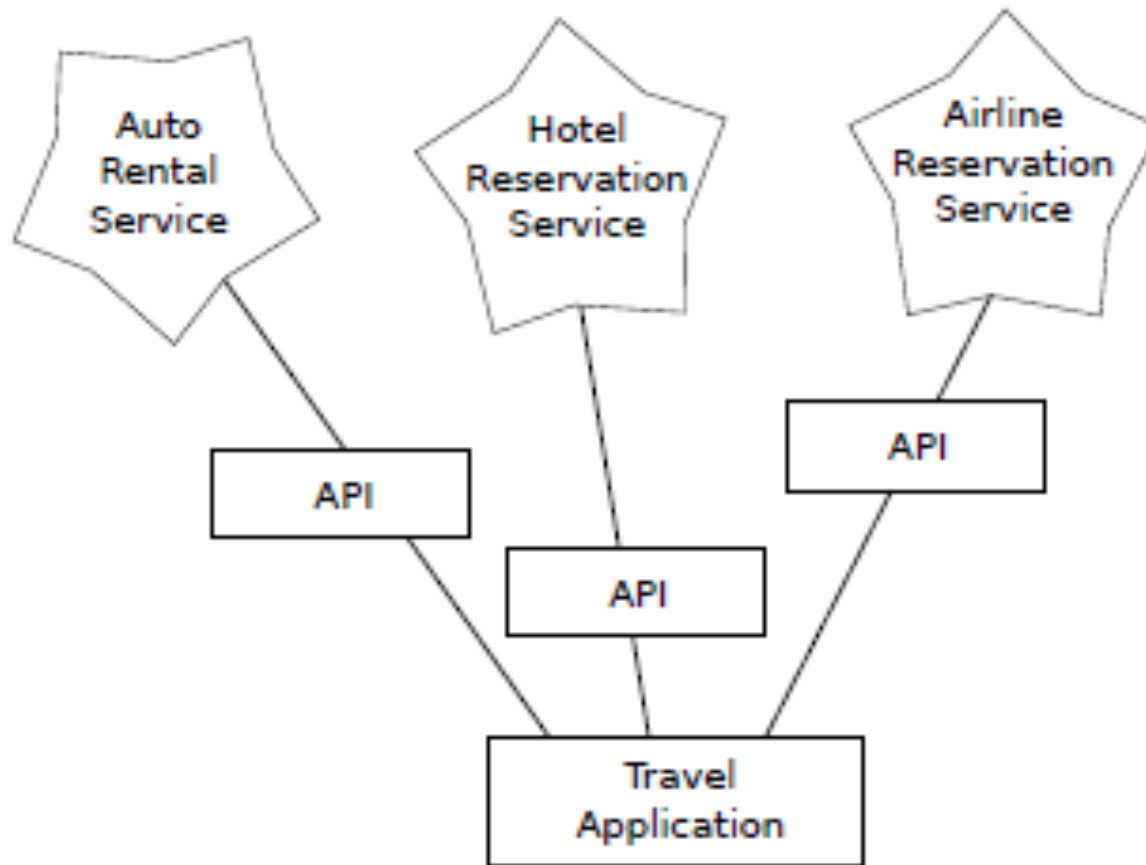 Auto
Rental
Service
Hotel
Reservation
Service
Airline
Reservation
Service
API
API
API
Travel
Application